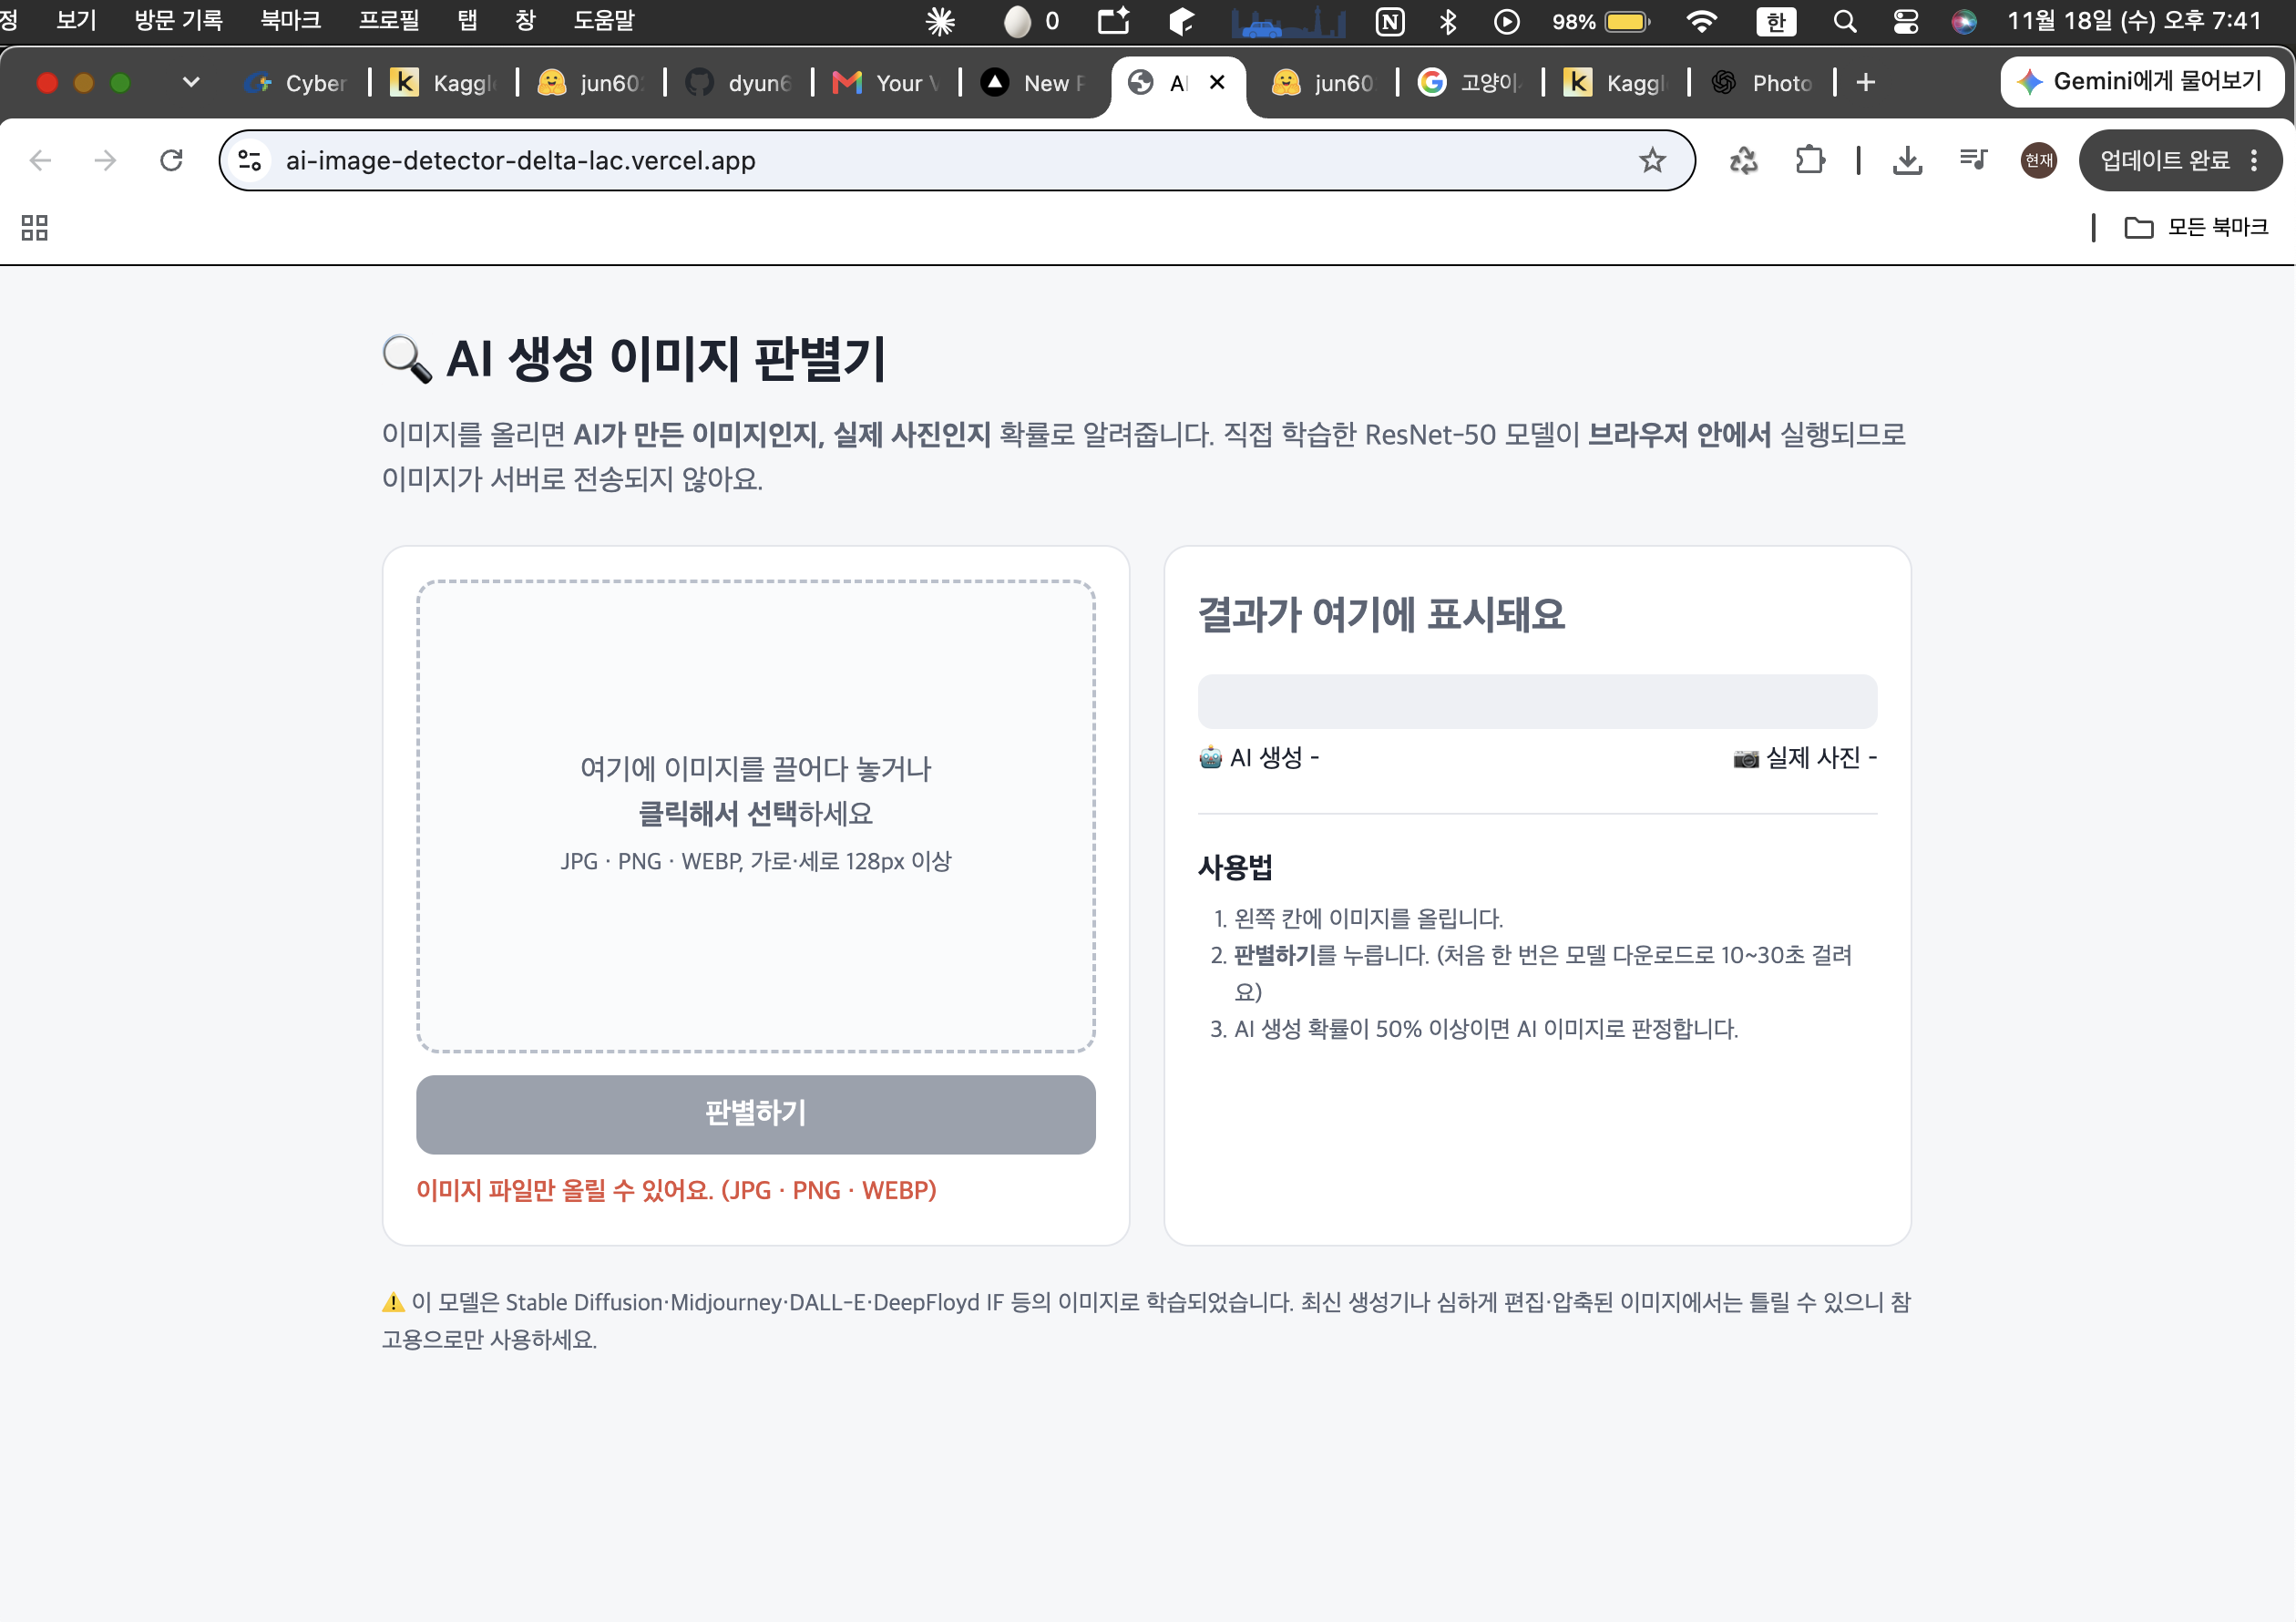 정 보기 방문 기록 북마크 프로필 탭 창 도움말 0 N 98% 한 11월 18일 (수) 오후 7:41
Cyber Kaggl jun60 dyun6 Your New AI jun60 고양이 Kaggl Photo Gemini에게 물어보기
ai-image-detector-delta-lac.vercel.app 현재 업데이트 완료
모든 북마크
AI 생성 이미지 판별기
이미지를 올리면 AI가 만든 이미지인지, 실제 사진인지 확률로 알려줍니다. 직접 학습한 ResNet-50 모델이 브라우저 안에서 실행되므로
이미지가 서버로 전송되지 않아요.
여기에 이미지를 끌어다 놓거나
클릭해서 선택하세요
JPG · PNG · WEBP, 가로·세로 128px 이상
판별하기
이미지 파일만 올릴 수 있어요. (JPG · PNG · WEBP)
결과가 여기에 표시돼요
AI 생성 - 실제 사진 -
사용법
1. 왼쪽 칸에 이미지를 올립니다.
2. 판별하기를 누릅니다. (처음 한 번은 모델 다운로드로 10~30초 걸려
요)
3. AI 생성 확률이 50% 이상이면 AI 이미지로 판정합니다.
이 모델은 Stable Diffusion·Midjourney·DALL-E·DeepFloyd IF 등의 이미지로 학습되었습니다. 최신 생성기나 심하게 편집·압축된 이미지에서는 틀릴 수 있으니 참
고용으로만 사용하세요.